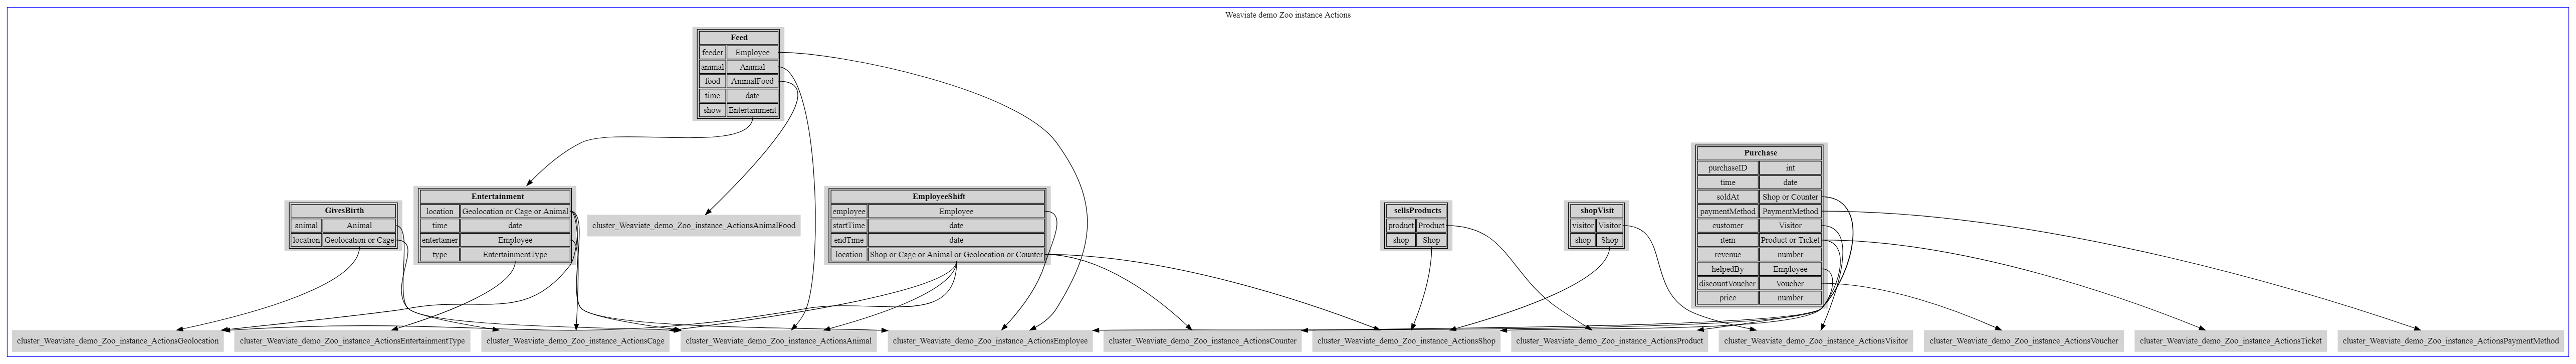 Weaviate demo Zoo instance Actions
Feed
feeder Employee
animal Animal
food AnimalFood
time date
show Entertainment
Purchase
purchaseID int
time date
soldAt Shop or Counter
paymentMethod PaymentMethod
customer Visitor
item Product or Ticket
revenue number
helpedBy Employee
discountVoucher Voucher
price number
Entertainment
location Geolocation or Cage or Animal
time date
entertainer Employee
type EntertainmentType
EmployeeShift
employee Employee
startTime date
endTime date
location Shop or Cage or Animal or Geolocation or Counter
GivesBirth
animal Animal
location Geolocation or Cage
sellsProducts
product Product
shop Shop
shopVisit
visitor Visitor
shop Shop
cluster_Weaviate_demo_Zoo_instance_ActionsAnimalFood
cluster_Weaviate_demo_Zoo_instance_ActionsGeolocation
cluster_Weaviate_demo_Zoo_instance_ActionsEntertainmentType
cluster_Weaviate_demo_Zoo_instance_ActionsCage
cluster_Weaviate_demo_Zoo_instance_ActionsAnimal
cluster_Weaviate_demo_Zoo_instance_ActionsEmployee
cluster_Weaviate_demo_Zoo_instance_ActionsCounter
cluster_Weaviate_demo_Zoo_instance_ActionsShop
cluster_Weaviate_demo_Zoo_instance_ActionsProduct
cluster_Weaviate_demo_Zoo_instance_ActionsVisitor
cluster_Weaviate_demo_Zoo_instance_ActionsVoucher
cluster_Weaviate_demo_Zoo_instance_ActionsTicket
cluster_Weaviate_demo_Zoo_instance_ActionsPaymentMethod